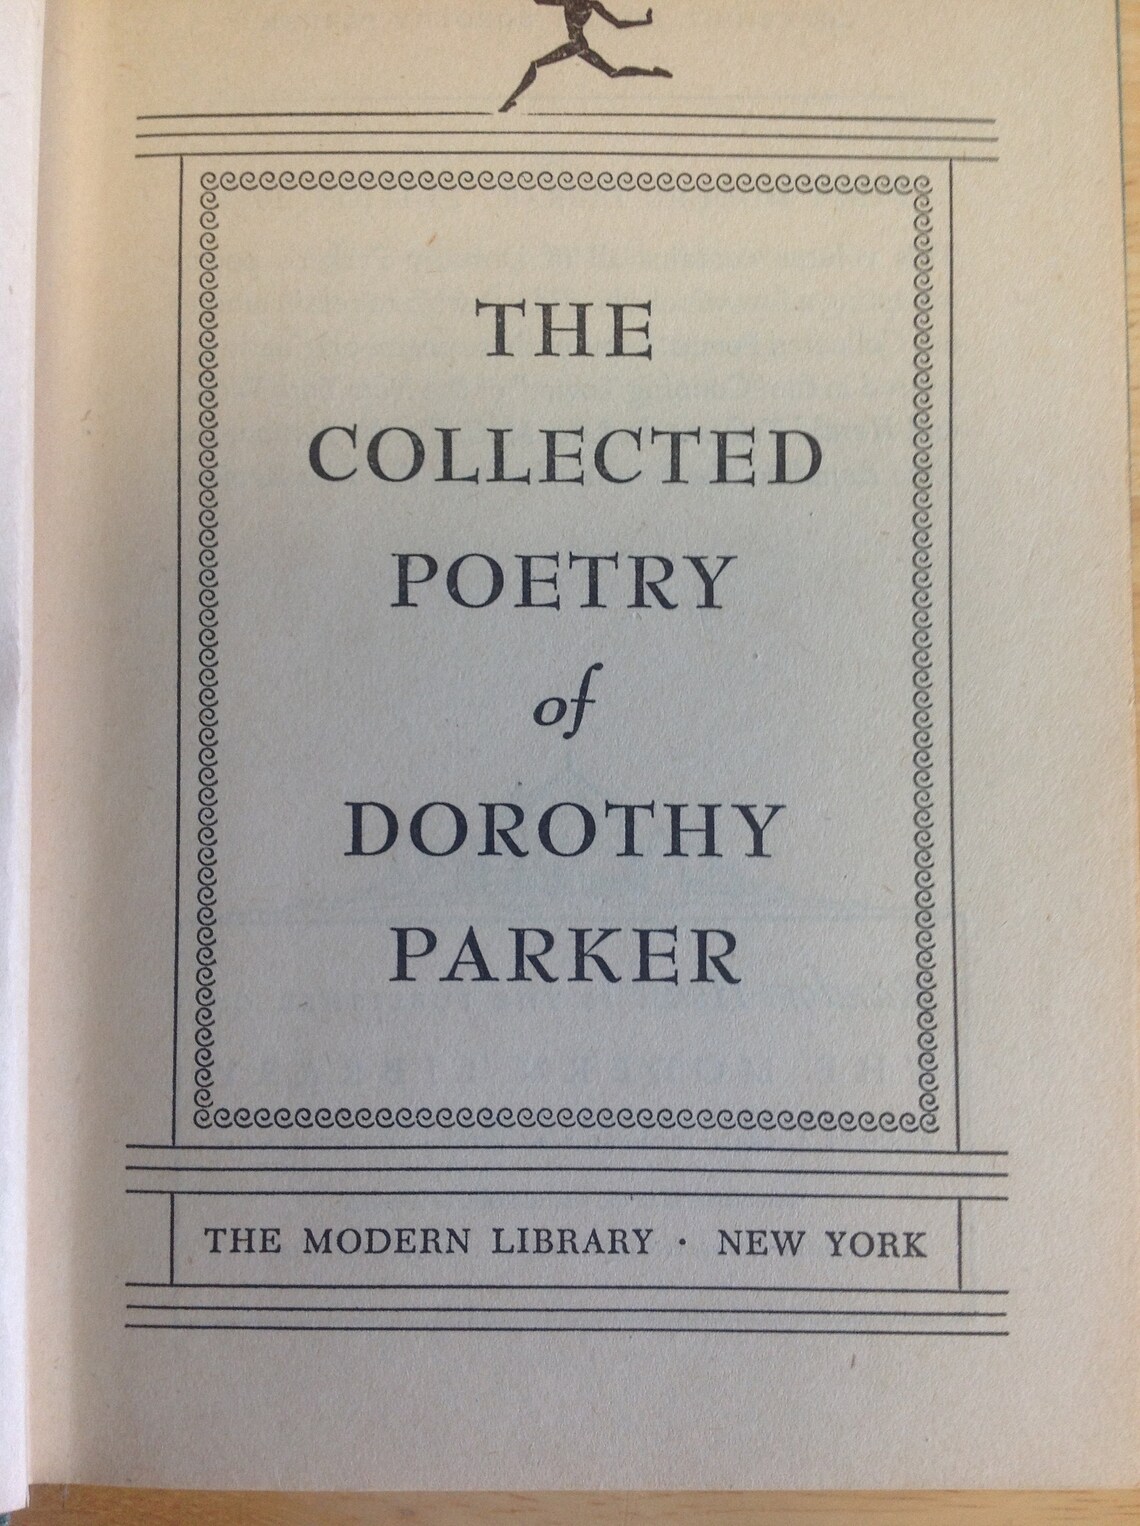 THE
COLLECTED
POETRY
of
DOROTHY
PARKER
THE MODERN LIBRARY · NEW YORK